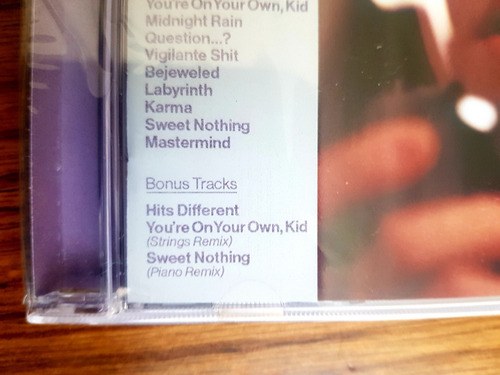 You're On Your Own, Kid
Midnight Rain
Question...?
Vigilante Shit
Bejeweled
Labyrinth
Karma
Sweet Nothing
Mastermind
Bonus Tracks
Hits Different
You're On Your Own, Kid
(Strings Remix)
Sweet Nothing
(Piano Remix)